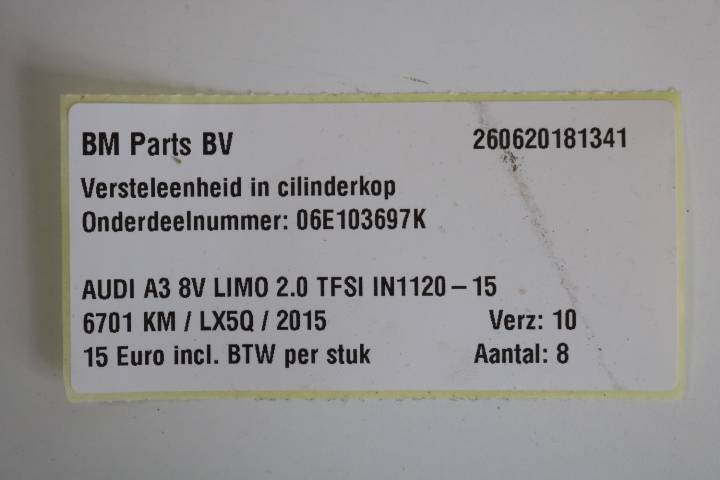 BM Parts BV 260620181341
Versteleenheid in cilinderkop
Onderdeelnummer: 06E103697K
AUDI A3 8V LIMO 2.0 TFSI IN1120 – 15
6701 KM / LX5Q / 2015 Verz: 10
15 Euro incl. BTW per stuk Aantal: 8